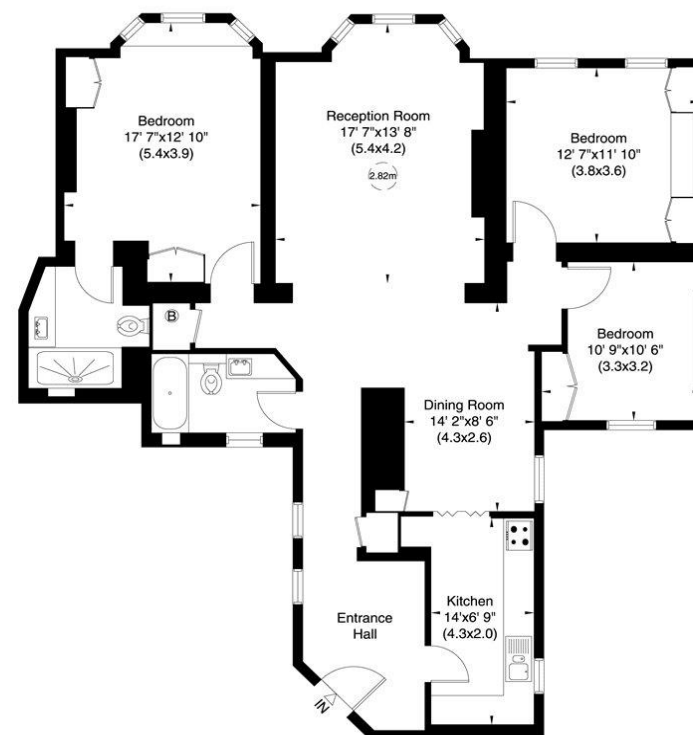 Bedroom
17' 7"x12' 10"
(5.4x3.9)
Reception Room
17' 7"x13' 8"
(5.4x4.2)
2.82m
Bedroom
12' 7"x11' 10"
(3.8x3.6)
B
Bedroom
10' 9"x10' 6"
(3.3x3.2)
Dining Room
14' 2"x8' 6"
(4.3x2.6)
Kitchen
14'x6' 9"
(4.3x2.0)
Entrance
Hall
IN